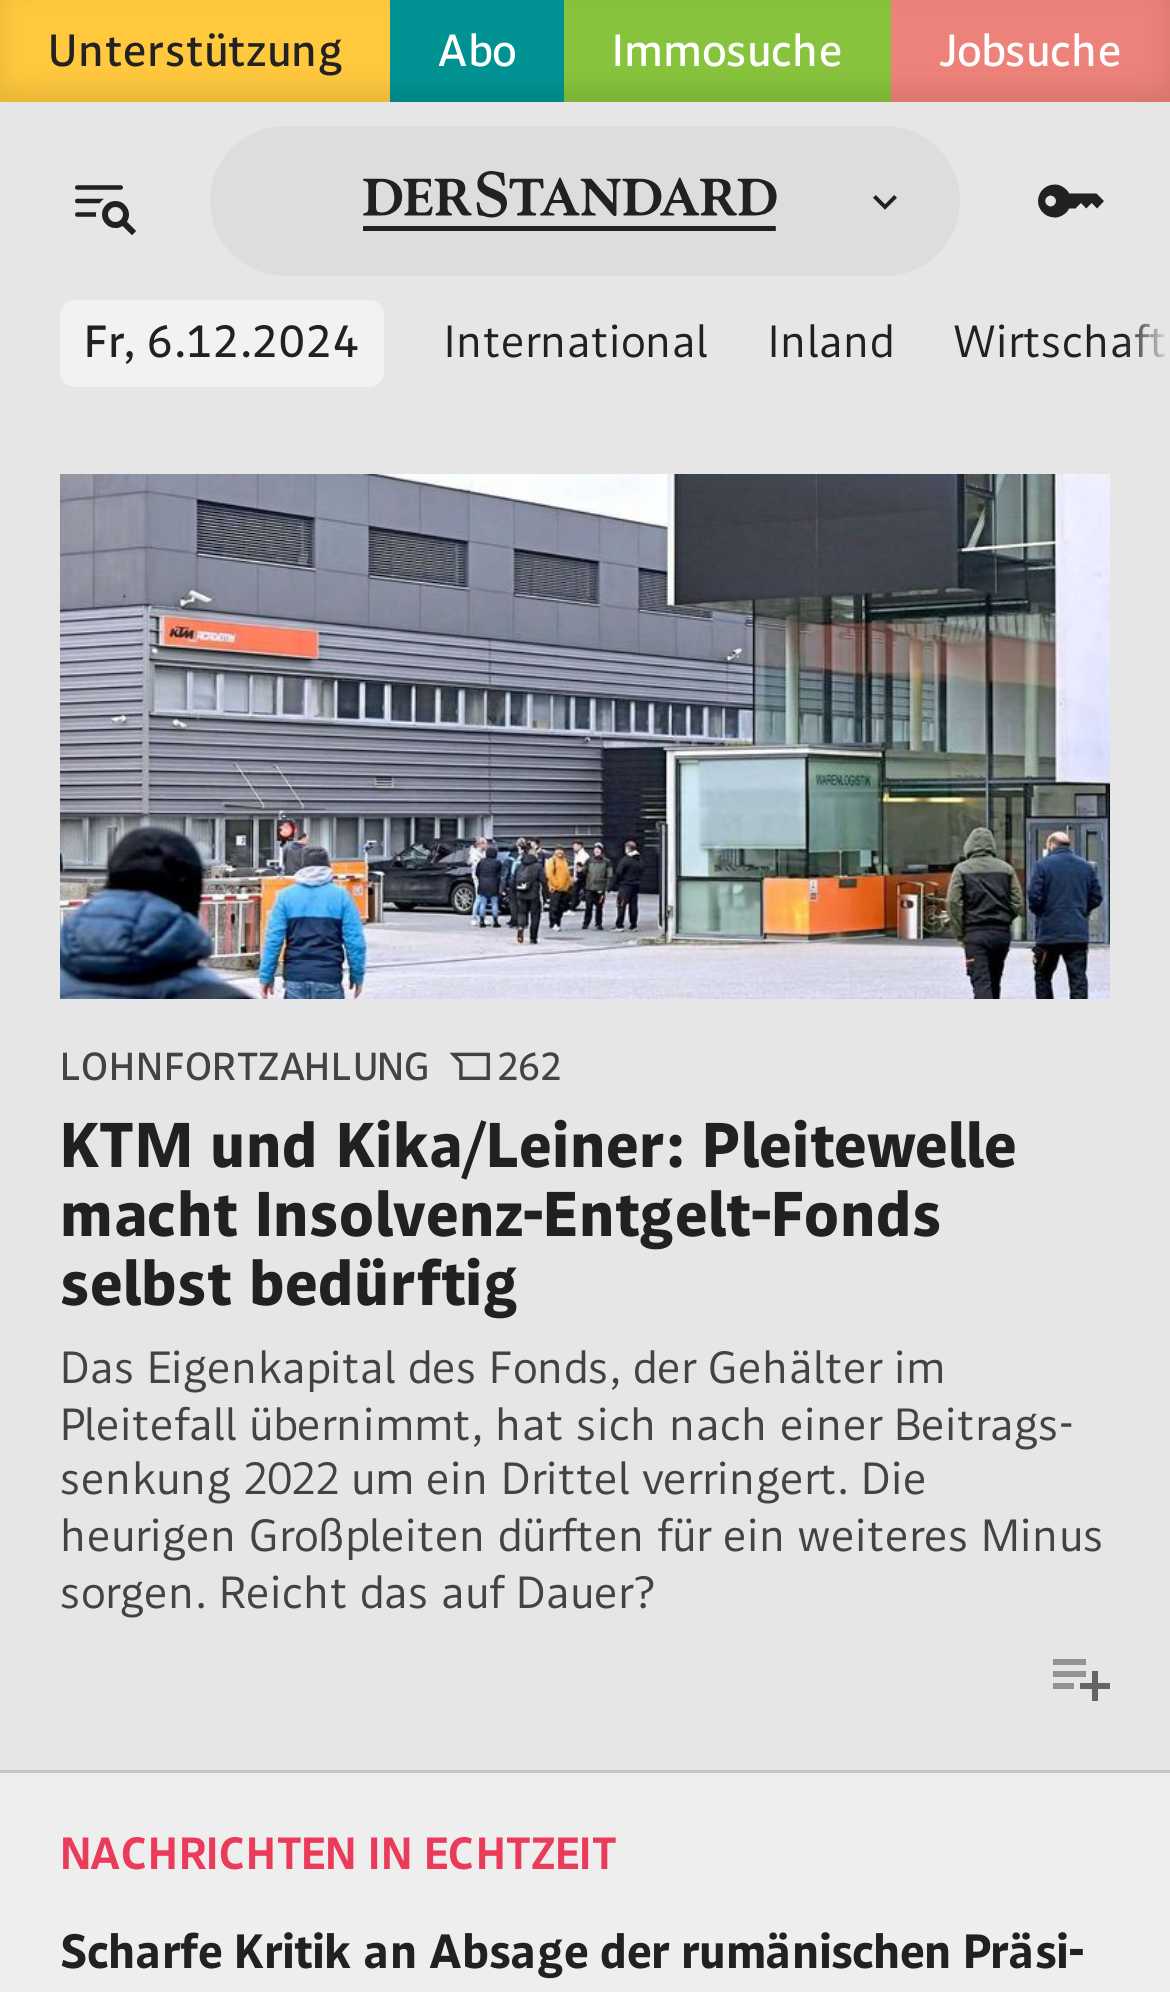 Unterstützung Abo Immosuche Jobsuche
DERSTANDARD
Fr, 6.12.2024 International Inland Wirtschaft
KTM ACADEMY
WARENLOGISTIK
LOHNFORTZAHLUNG 262
KTM und Kika/Leiner: Pleitewelle
macht Insolvenz-Entgelt-Fonds
selbst bedürftig
Das Eigenkapital des Fonds, der Gehälter im
Pleitefall übernimmt, hat sich nach einer Beitrags-
senkung 2022 um ein Drittel verringert. Die
heurigen Großpleiten dürften für ein weiteres Minus
sorgen. Reicht das auf Dauer?
NACHRICHTEN IN ECHTZEIT
Scharfe Kritik an Absage der rumänischen Präsi-